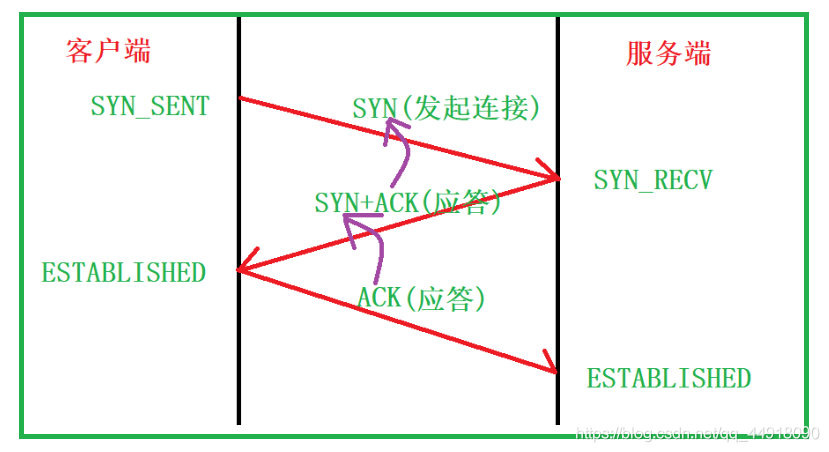 客户端
服务端
SYN_SENT
SYN(发起连接)
SYN_RECV
SYN+ACK(应答)
ESTABLISHED
ACK(应答)
ESTABLISHED
https://blog.csdn.net/qq_44918090